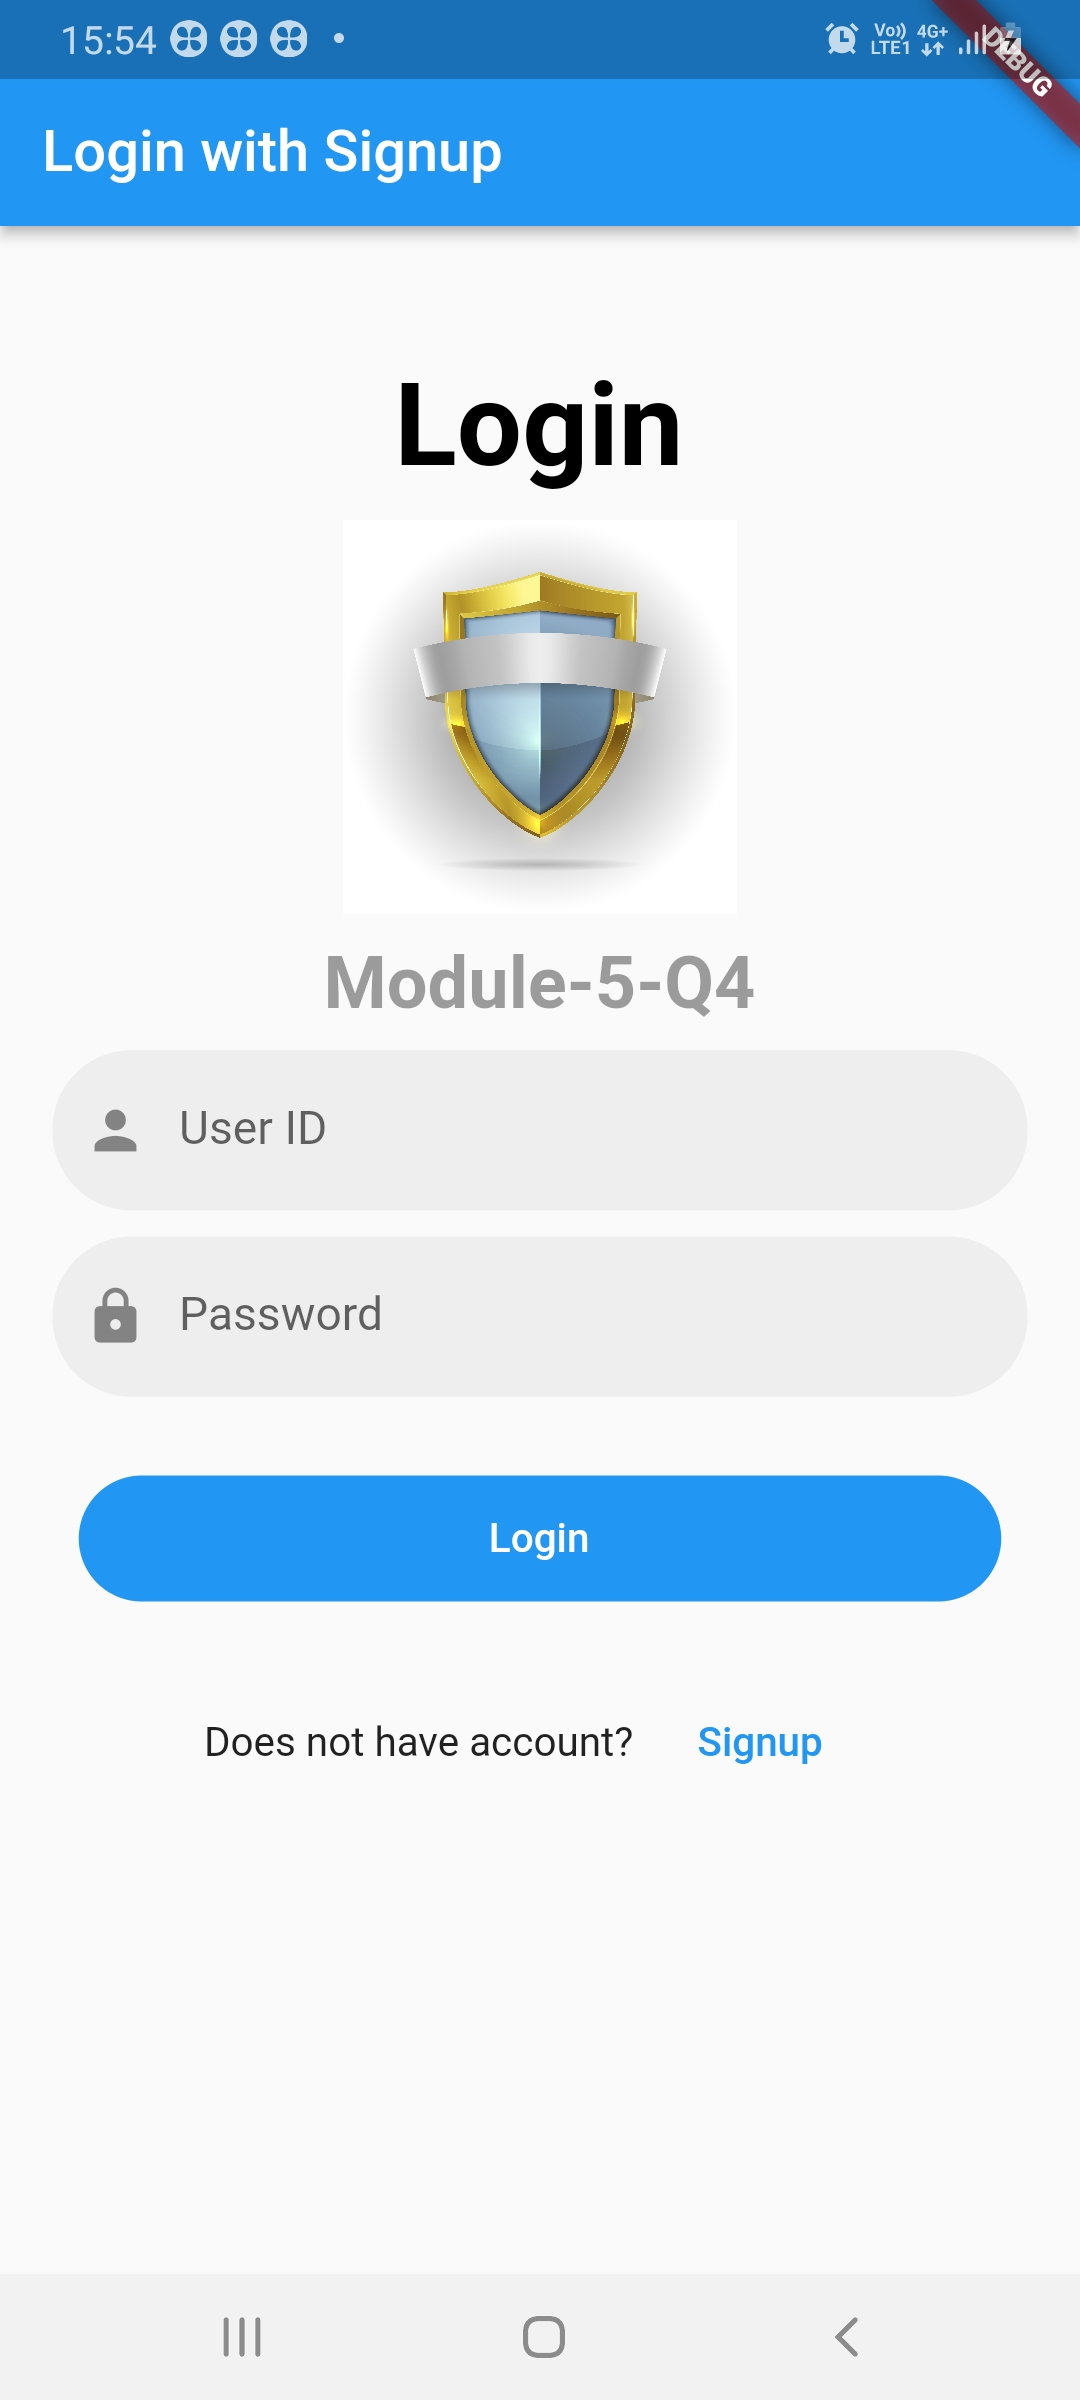 15:54
Vo)) 4G+
LTE1
DEBUG
Login with Signup
Login
Module-5-Q4
User ID
Password
Login
Does not have account? Signup